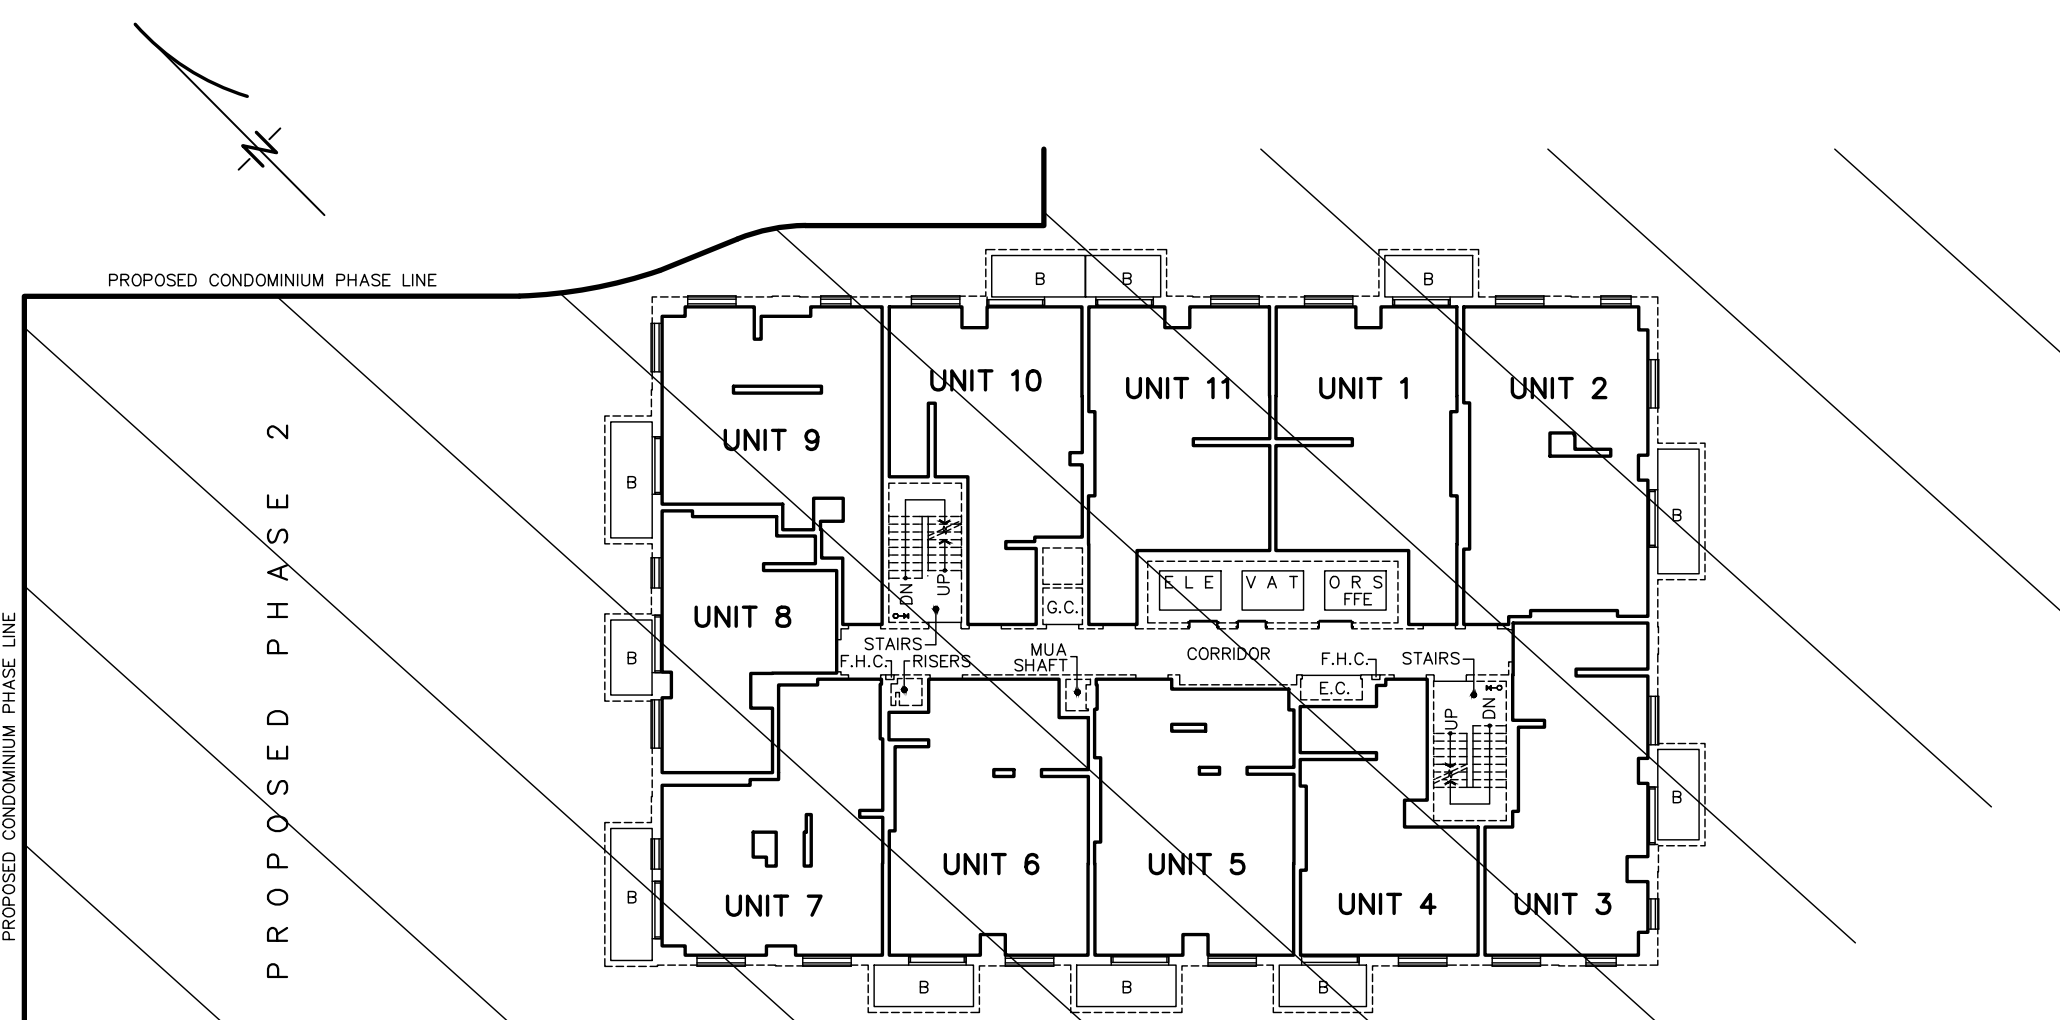 N
PROPOSED CONDOMINIUM PHASE LINE
B
B
B
UNIT 10
UNIT 11
UNIT 1
UNIT 2
UNIT 9
PROPOSED PHASE 2
B
B
ELE
VAT
ORS
FFE
DN
UP
G.C.
UNIT 8
STAIRS
F.H.C.
RISERS
MUA
SHAFT
CORRIDOR
F.H.C.
STAIRS
B
E.C.
UP
DN
PROPOSED CONDOMINIUM PHASE LINE
B
UNIT 7
UNIT 6
UNIT 5
UNIT 4
UNIT 3
B
B
B
B